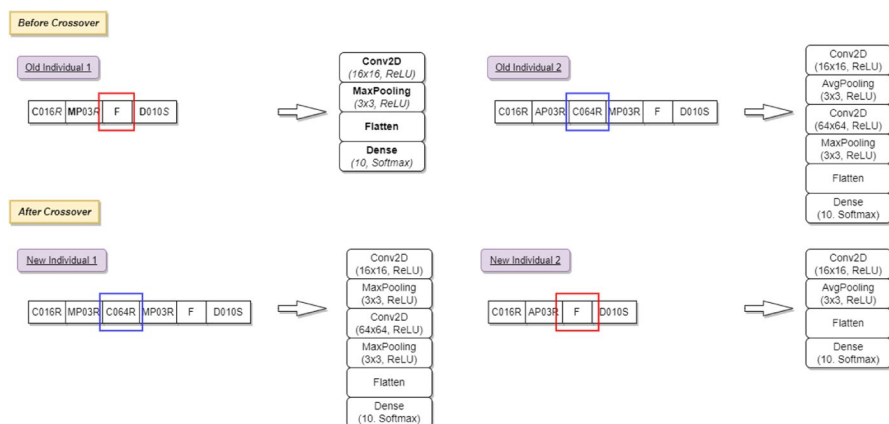 Before Crossover
Old Individual 1
C016R MP03R F D010S
Conv2D
(16x16, ReLU)
MaxPooling
(3x3, ReLU)
Flatten
Dense
(10, Softmax)
Old Individual 2
C016R AP03R C064R MP03R F D010S
Conv2D
(16x16, ReLU)
AvgPooling
(3x3, ReLU)
Conv2D
(64x64, ReLU)
MaxPooling
(3x3, ReLU)
Flatten
Dense
(10. Softmax)
After Crossover
New Individual 1
C016R MP03R C064R MP03R F D010S
Conv2D
(16x16, ReLU)
MaxPooling
(3x3, ReLU)
Conv2D
(64x64, ReLU)
MaxPooling
(3x3, ReLU)
Flatten
Dense
(10. Softmax)
New Individual 2
C016R AP03R F D010S
Conv2D
(16x16, ReLU)
AvgPooling
(3x3, ReLU)
Flatten
Dense
(10. Softmax)